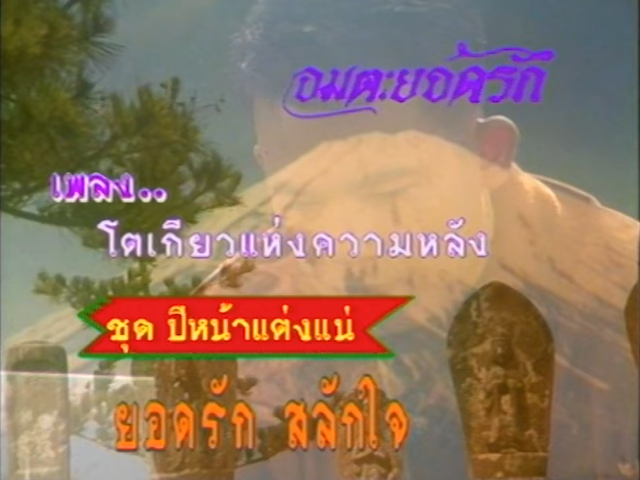 อมตะยอดรัก
เพลง..
โตเกียวแห่งความหลัง
ชุด ปีหน้าแต่งแน่
ยอดรัก สลักใจ